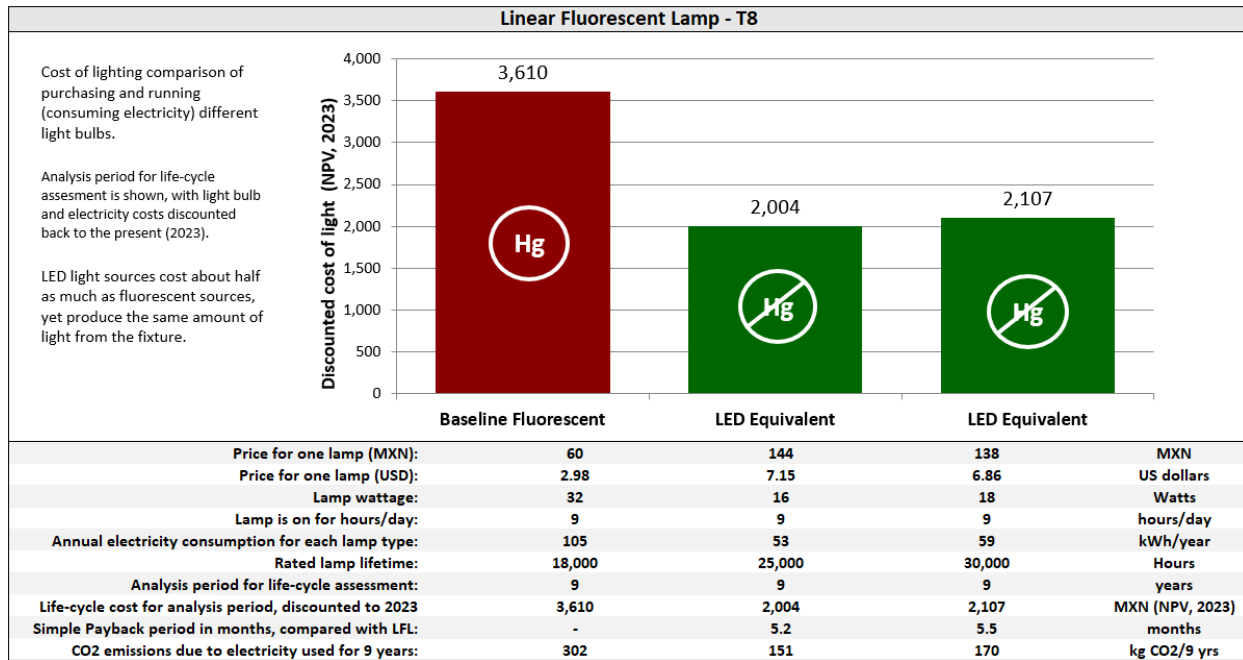 Linear Fluorescent Lamp - T8
Cost of lighting comparison of
purchasing and running
(consuming electricity) different
light bulbs.
Analysis period for life-cycle
assesment is shown, with light bulb
and electricity costs discounted
back to the present (2023).
LED light sources cost about half
as much as fluorescent sources,
yet produce the same amount of
light from the fixture.
Discounted cost of light (NPV, 2023)
4,000
3,500
3,000
2,500
2,000
1,500
1,000
500
0
3,610
2,004
2,107
Hg
Hg
Hg
Baseline Fluorescent LED Equivalent LED Equivalent
Price for one lamp (MXN): 60 144 138 MXN
Price for one lamp (USD): 2.98 7.15 6.86 US dollars
Lamp wattage: 32 16 18 Watts
Lamp is on for hours/day: 9 9 9 hours/day
Annual electricity consumption for each lamp type: 105 53 59 kWh/year
Rated lamp lifetime: 18,000 25,000 30,000 Hours
Analysis period for life-cycle assessment: 9 9 9 years
Life-cycle cost for analysis period, discounted to 2023 3,610 2,004 2,107 MXN (NPV, 2023)
Simple Payback period in months, compared with LFL: - 5.2 5.5 months
CO2 emissions due to electricity used for 9 years: 302 151 170 kg CO2/9 yrs